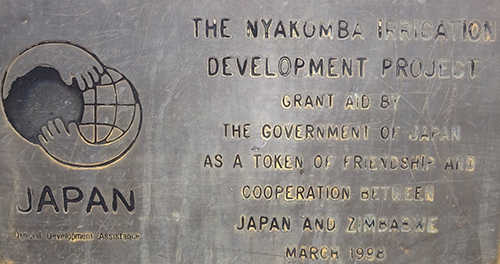 THE NYAKOMBA IRRIGATION
DEVELOPMENT PROJECT
GRANT AID BY
THE GOVERNMENT OF JAPAN
AS A TOKEN OF FRIENDSHIP AND
COOPERATION BETWEEN
JAPAN AND ZIMBABWE
MARCH 1998
JAPAN
Official Development Assistance